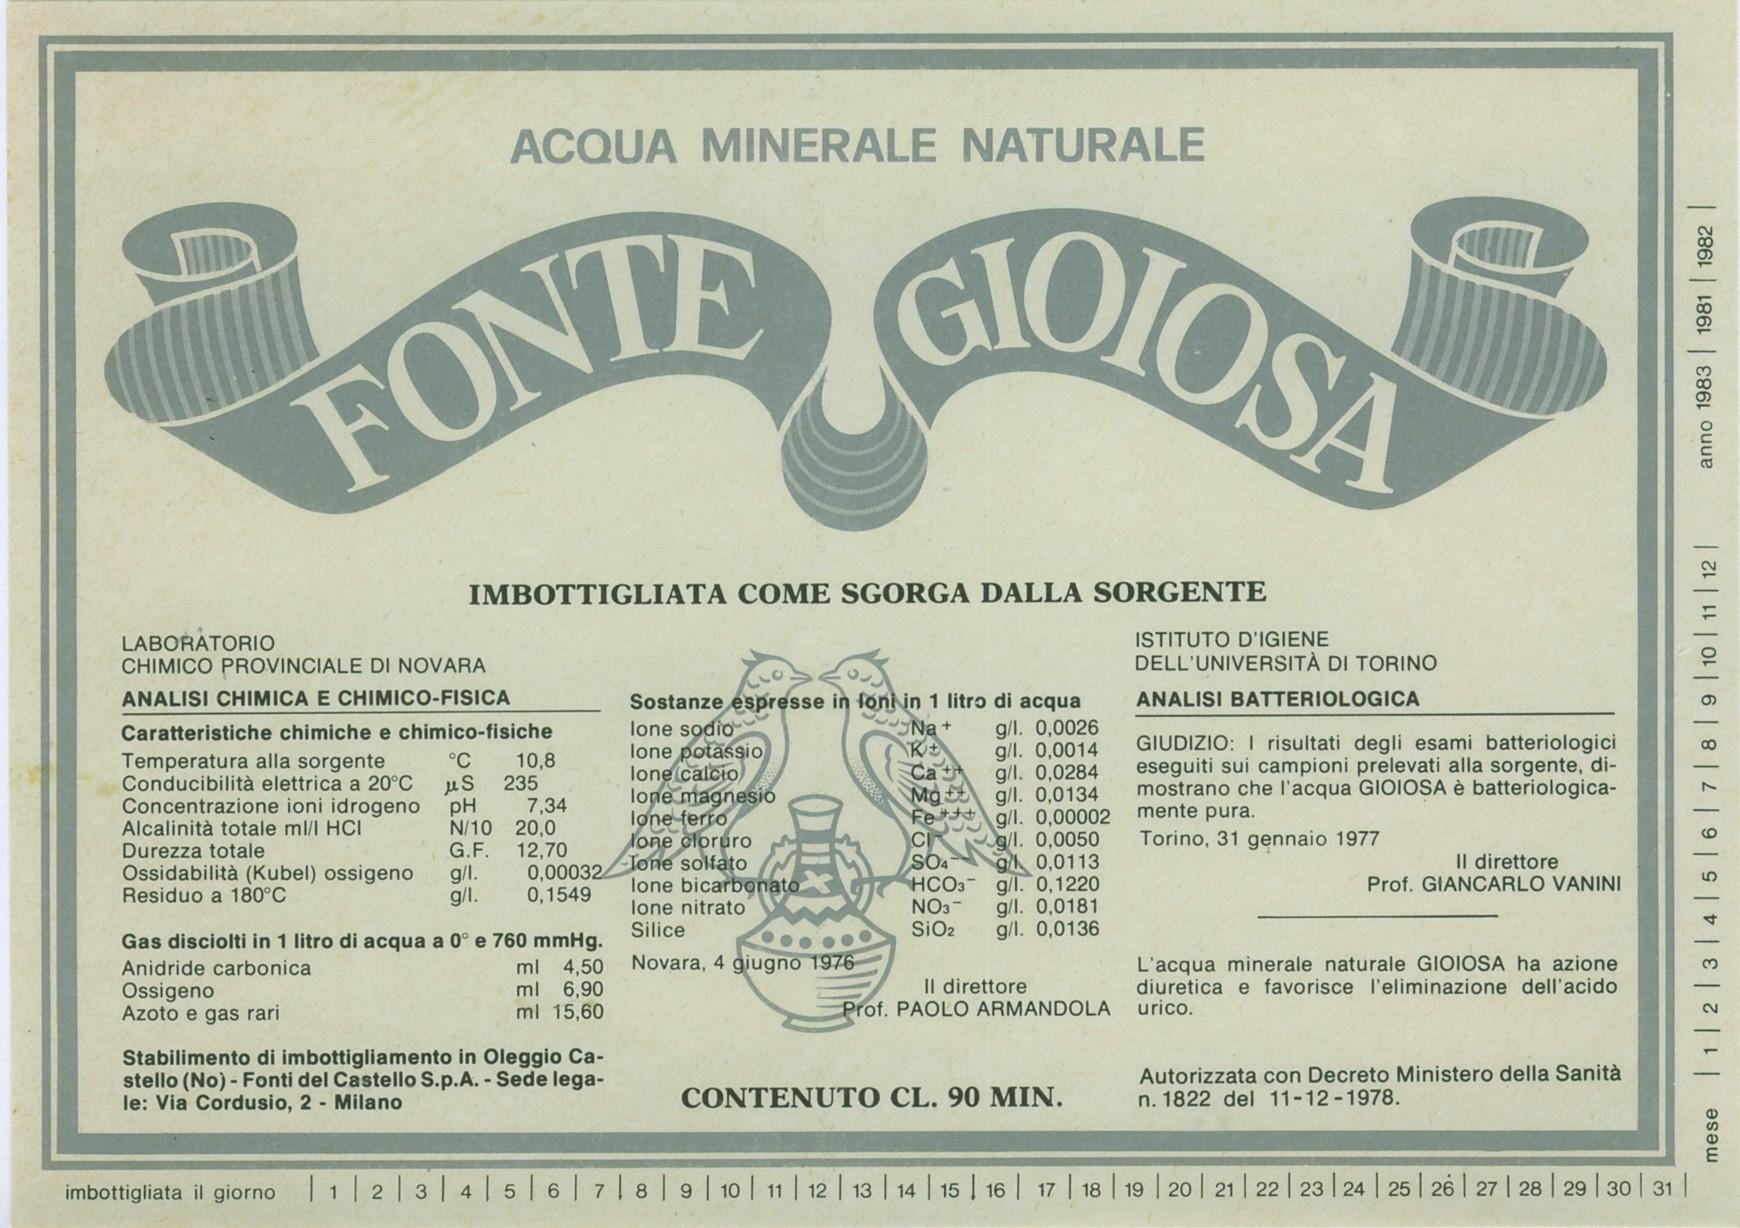 ACQUA MINERALE NATURALE
FONTE GIOIOSA
IMBOTTIGLIATA COME SGORGA DALLA SORGENTE
LABORATORIO
CHIMICO PROVINCIALE DI NOVARA
ANALISI CHIMICA E CHIMICO-FISICA
Caratteristiche chimiche e chimico-fisiche
Temperatura alla sorgente °C 10,8
Conducibilità elettrica a 20°C µS 235
Concentrazione ioni idrogeno pH 7,34
Alcalinità totale ml/l HCl N/10 20,0
Durezza totale G.F. 12,70
Ossidabilità (Kubel) ossigeno g/l. 0,00032
Residuo a 180°C g/l. 0,1549
Gas disciolti in 1 litro di acqua a 0° e 760 mmHg.
Anidride carbonica ml 4,50
Ossigeno ml 6,90
Azoto e gas rari ml 15,60
Stabilimento di imbottigliamento in Oleggio Ca-
stello (No) - Fonti del Castello S.p.A. - Sede lega-
le: Via Cordusio, 2 - Milano
Sostanze espresse in Ioni in 1 litro di acqua
Ione sodio Na+ g/l. 0,0026
Ione potassio K+ g/l. 0,0014
Ione calcio Ca++ g/l. 0,0284
Ione magnesio Mg++ g/l. 0,0134
Ione ferro Fe+++ g/l. 0,00002
Ione cloruro Cl- g/l. 0,0050
Ione solfato SO4-- g/l. 0,0113
Ione bicarbonato HCO3- g/l. 0,1220
Ione nitrato NO3- g/l. 0,0181
Silice SiO2 g/l. 0,0136
Novara, 4 giugno 1976
Il direttore
Prof. PAOLO ARMANDOLA
CONTENUTO CL. 90 MIN.
ISTITUTO D'IGIENE
DELL'UNIVERSITÀ DI TORINO
ANALISI BATTERIOLOGICA
GIUDIZIO: I risultati degli esami batteriologici
eseguiti sui campioni prelevati alla sorgente, di-
mostrano che l'acqua GIOIOSA è batteriologica-
mente pura.
Torino, 31 gennaio 1977
Il direttore
Prof. GIANCARLO VANINI
L'acqua minerale naturale GIOIOSA ha azione
diuretica e favorisce l'eliminazione dell'acido
urico.
Autorizzata con Decreto Ministero della Sanità
n. 1822 del 11-12-1978.
mese | 1 | 2 | 3 | 4 | 5 | 6 | 7 | 8 | 9 | 10 | 11 | 12 | anno 1983 | 1981 | 1982 |
imbottigliata il giorno | 1 | 2 | 3 | 4 | 5 | 6 | 7 | 8 | 9 | 10 | 11 | 12 | 13 | 14 | 15 | 16 | 17 | 18 | 19 | 20 | 21 | 22 | 23 | 24 | 25 | 26 | 27 | 28 | 29 | 30 | 31 |